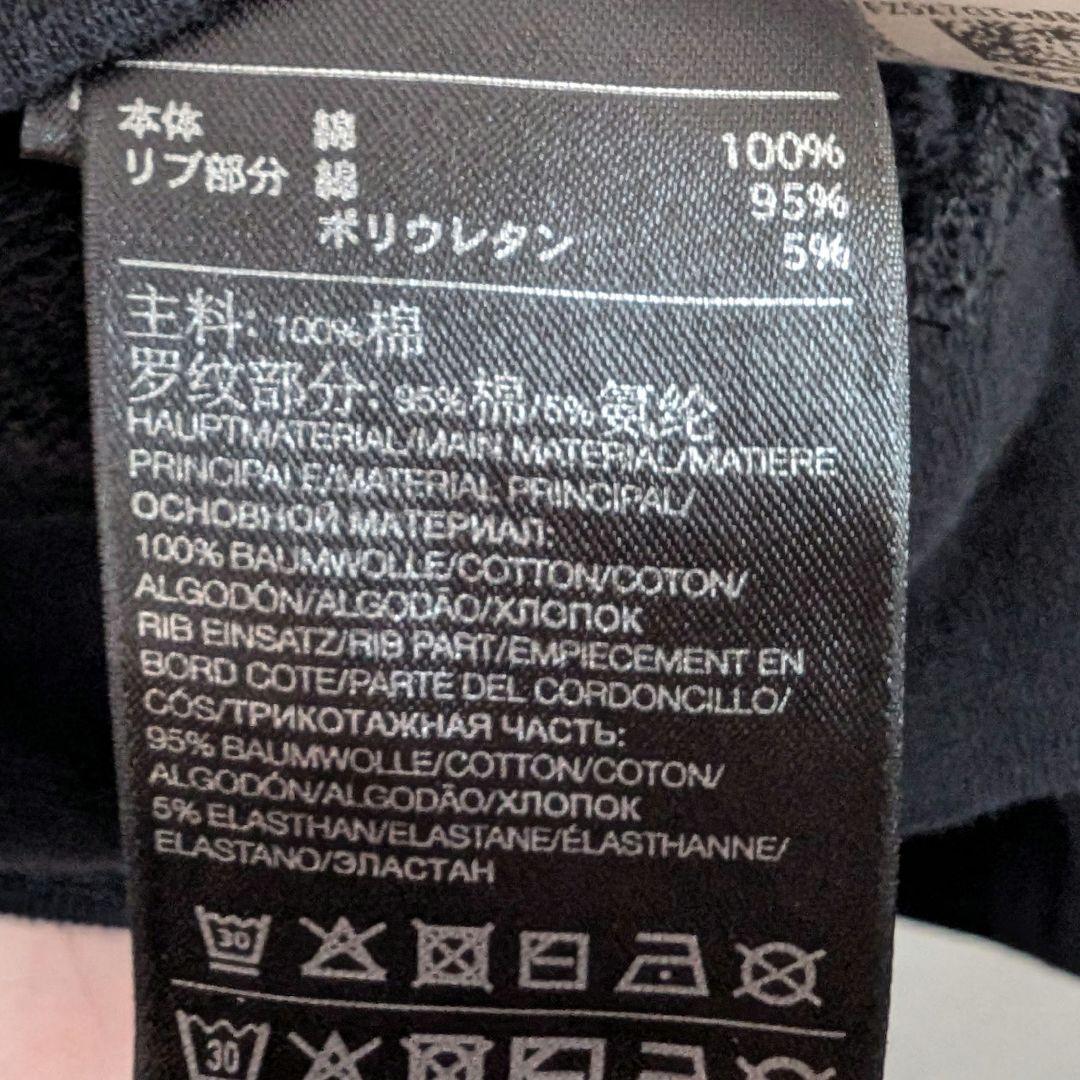 本体 綿 100%
リブ部分 綿 95%
ポリウレタン 5%
主料: 100%棉
罗纹部分: 95%棉/5%氨纶
HAUPTMATERIAL/MAIN MATERIAL/MATIERE
PRINCIPALE/MATERIAL PRINCIPAL/
ОСНОВНОЙ МАТЕРИАЛ:
100% BAUMWOLLE/COTTON/COTON/
ALGODÓN/ALGODÃO/ХЛОПОК
RIB EINSATZ/RIB PART/EMPIECEMENT EN
BORD COTE/PARTE DEL CORDONCILLO/
CÓS/ТРИКОТАЖНАЯ ЧАСТЬ:
95% BAUMWOLLE/COTTON/COTON/
ALGODÓN/ALGODÃO/ХЛОПОК
5% ELASTHAN/ELASTANE/ÉLASTHANNE/
ELASTANO/ЭЛАСТАН
30
30